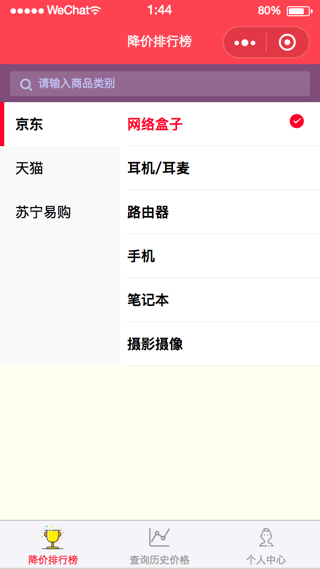 WeChat 1:44 80%
降价排行榜
请输入商品类别
京东 网络盒子
天猫 耳机/耳麦
苏宁易购 路由器
手机
笔记本
摄影摄像
降价排行榜 查询历史价格 个人中心